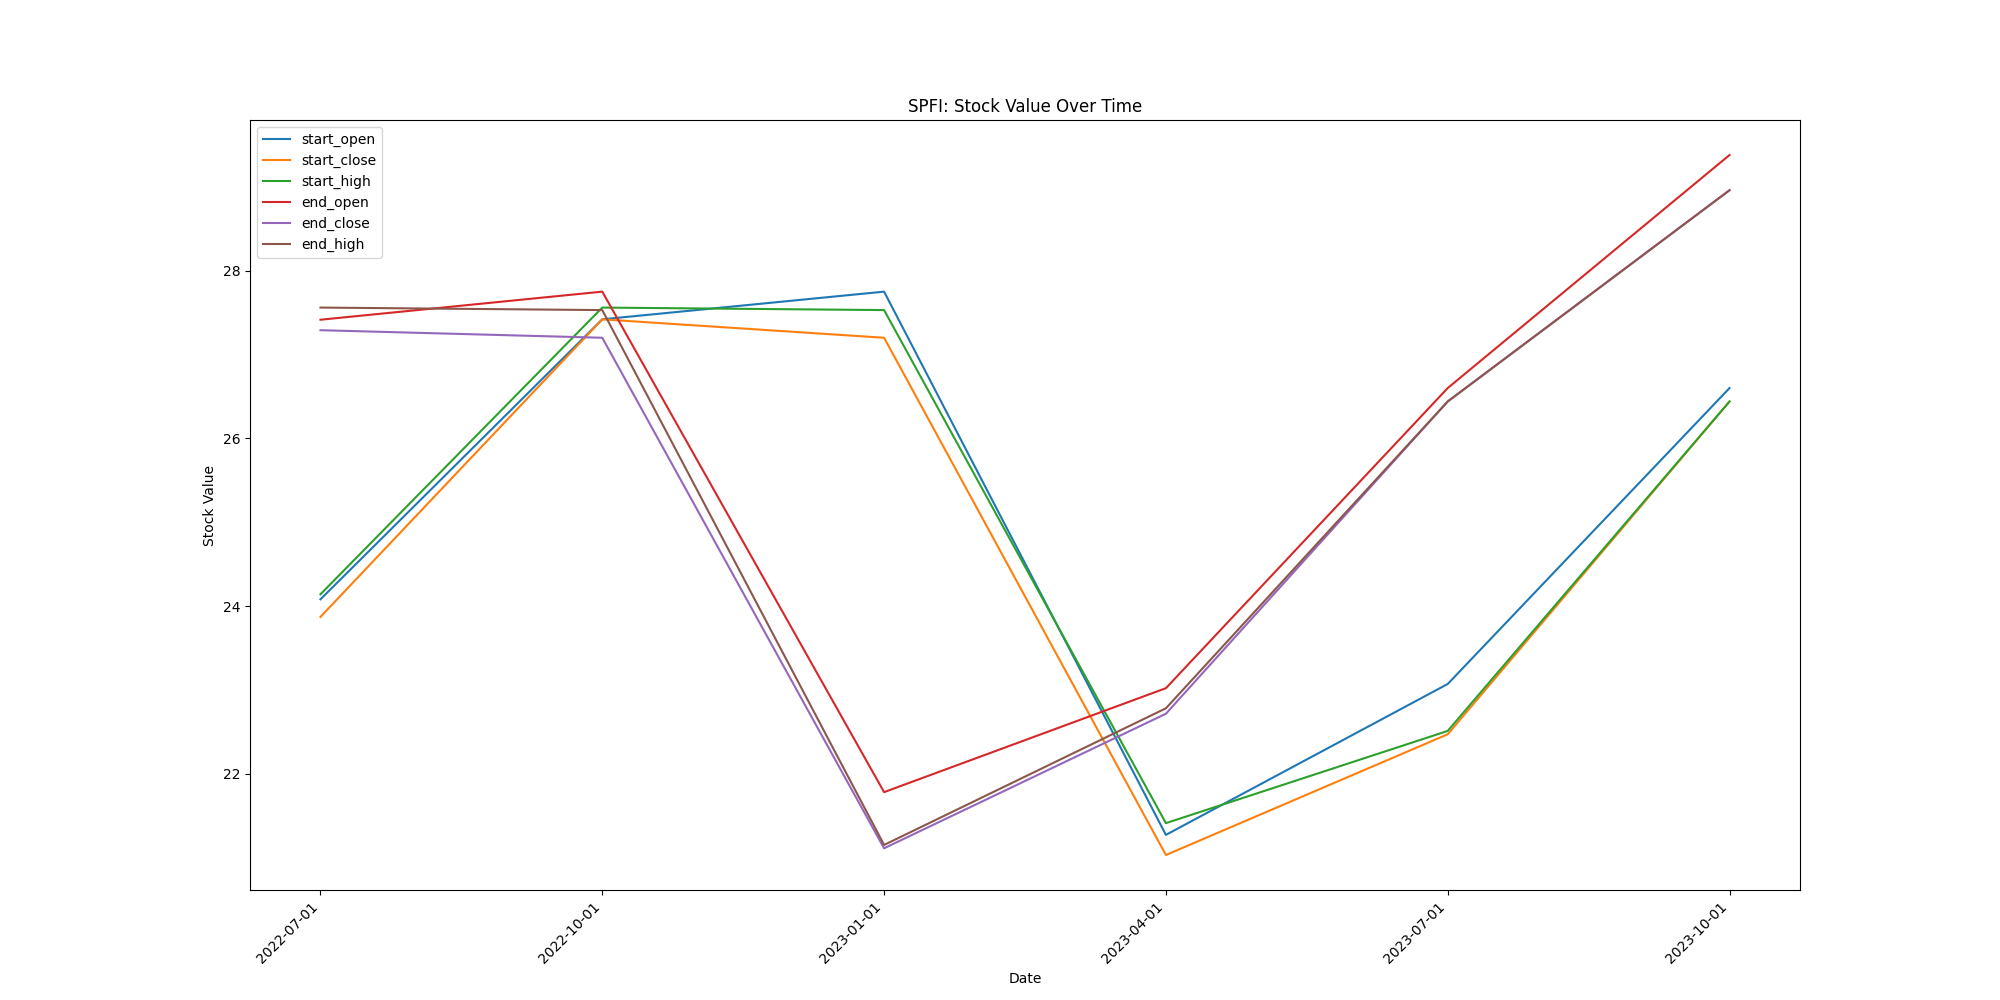 SPFI: Stock Value Over Time
start_open
start_close
start_high
end_open
end_close
end_high
28
26
24
22
Stock Value
2022-07-01
2022-10-01
2023-01-01
2023-04-01
2023-07-01
2023-10-01
Date